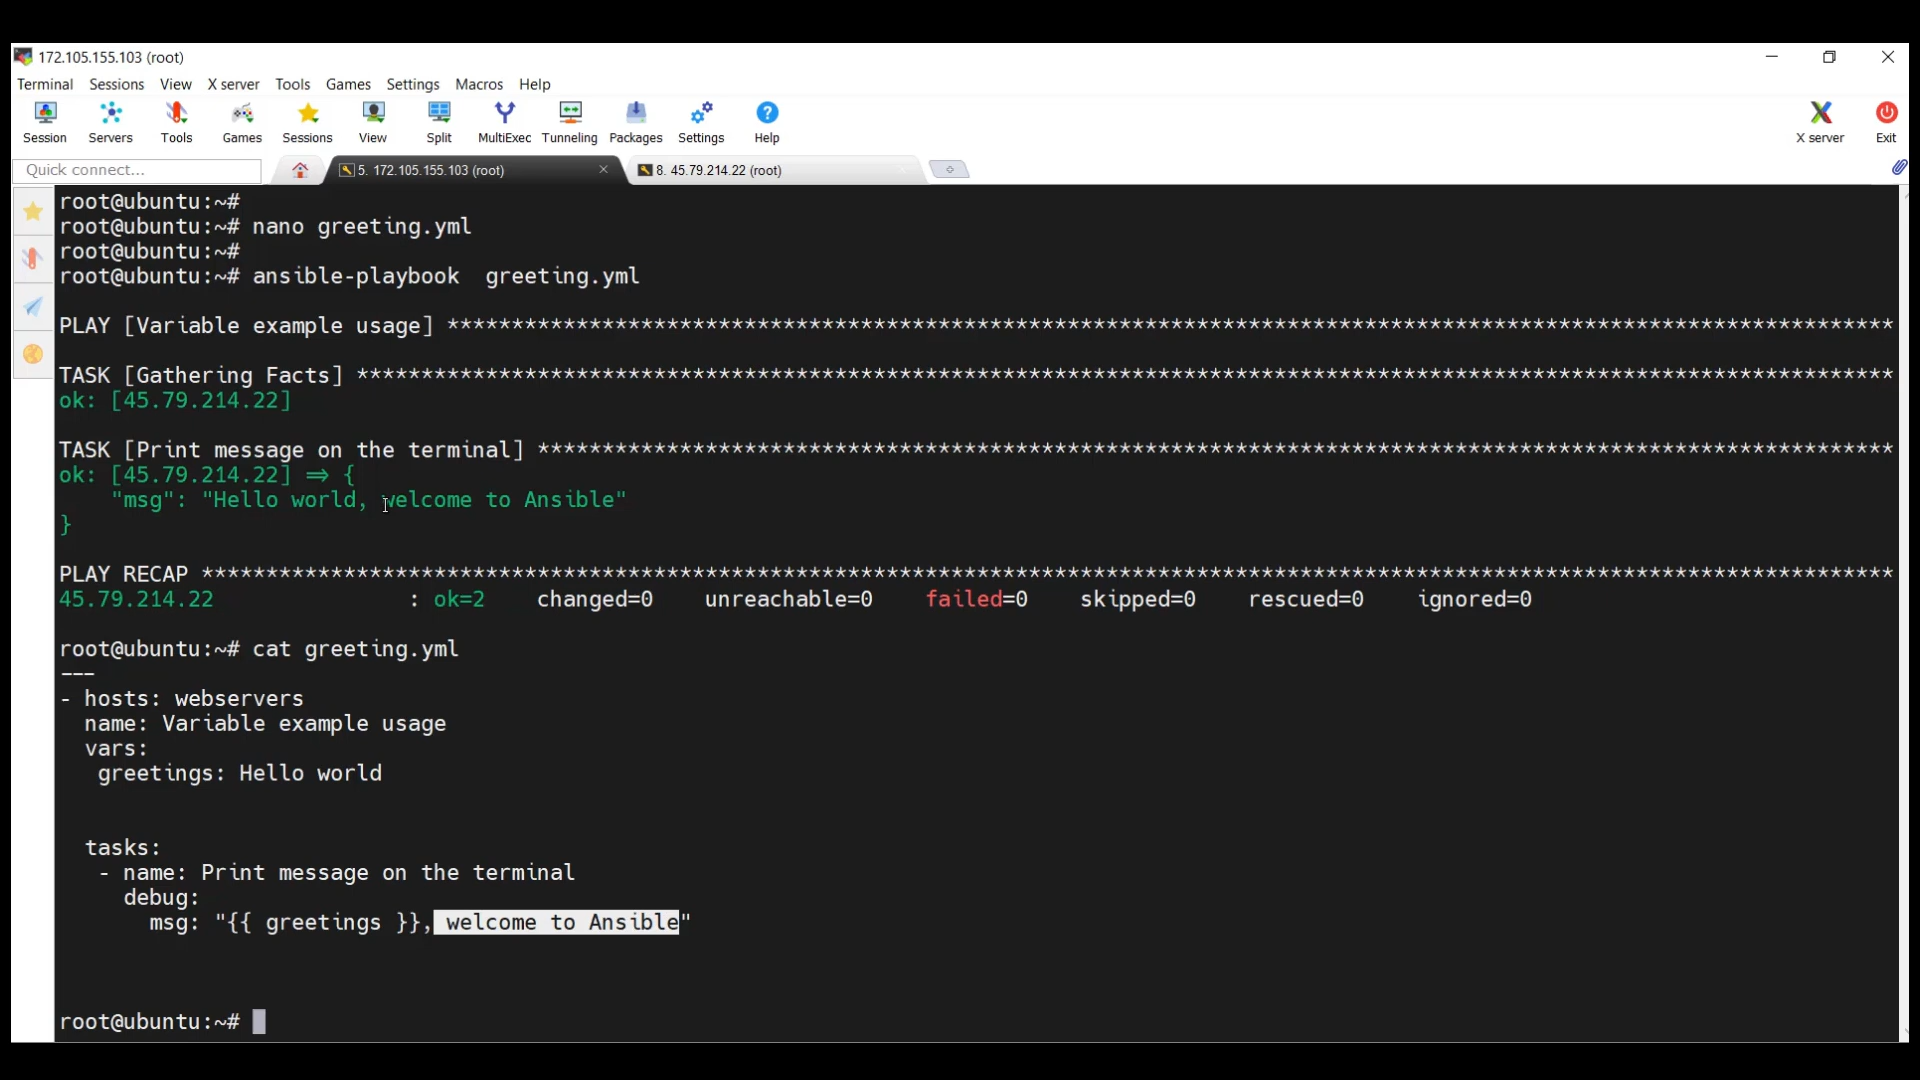 172.105.155.103 (root)
Terminal Sessions View X server Tools Games Settings Macros Help
Session Servers Tools Games Sessions View Split MultiExec Tunneling Packages Settings Help X server Exit
Quick connect... 5. 172.105.155.103 (root) 8. 45.79.214.22 (root)
root@ubuntu:~#
root@ubuntu:~# nano greeting.yml
root@ubuntu:~#
root@ubuntu:~# ansible-playbook  greeting.yml
PLAY [Variable example usage] ****************************************************************************************************************
TASK [Gathering Facts] ***********************************************************************************************************************
ok: [45.79.214.22]
TASK [Print message on the terminal] *********************************************************************************************************
ok: [45.79.214.22] => {
    "msg": "Hello world, welcome to Ansible"
}
PLAY RECAP ***********************************************************************************************************************************
45.79.214.22               : ok=2    changed=0    unreachable=0    failed=0    skipped=0    rescued=0    ignored=0
root@ubuntu:~# cat greeting.yml
---
- hosts: webservers
  name: Variable example usage
  vars:
   greetings: Hello world
  tasks:
   - name: Print message on the terminal
     debug:
       msg: "{{ greetings }}, welcome to Ansible"
root@ubuntu:~#